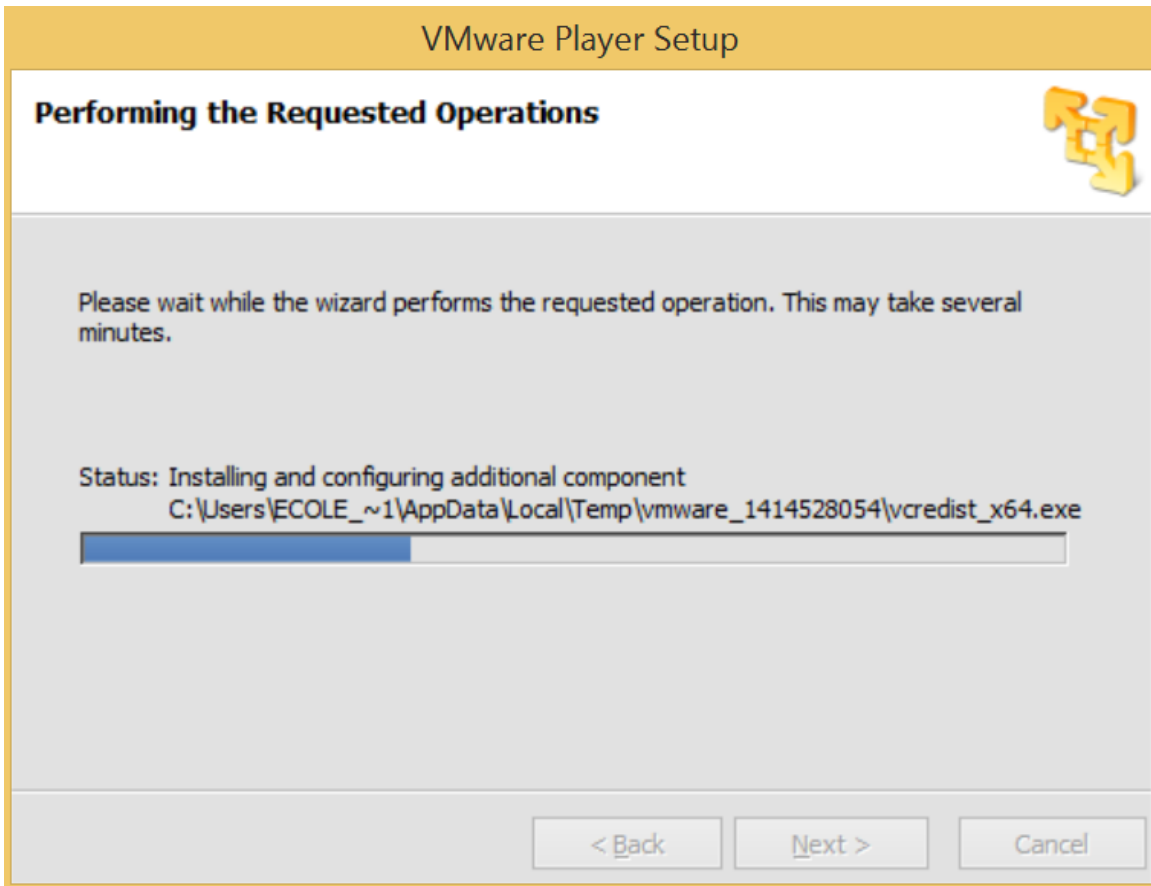 VMware Player Setup
Performing the Requested Operations
Please wait while the wizard performs the requested operation. This may take several
minutes.
Status: Installing and configuring additional component
C:\Users\ECOLE_~1\AppData\Local\Temp\vmware_1414528054\vcredist_x64.exe
< Back
Next >
Cancel